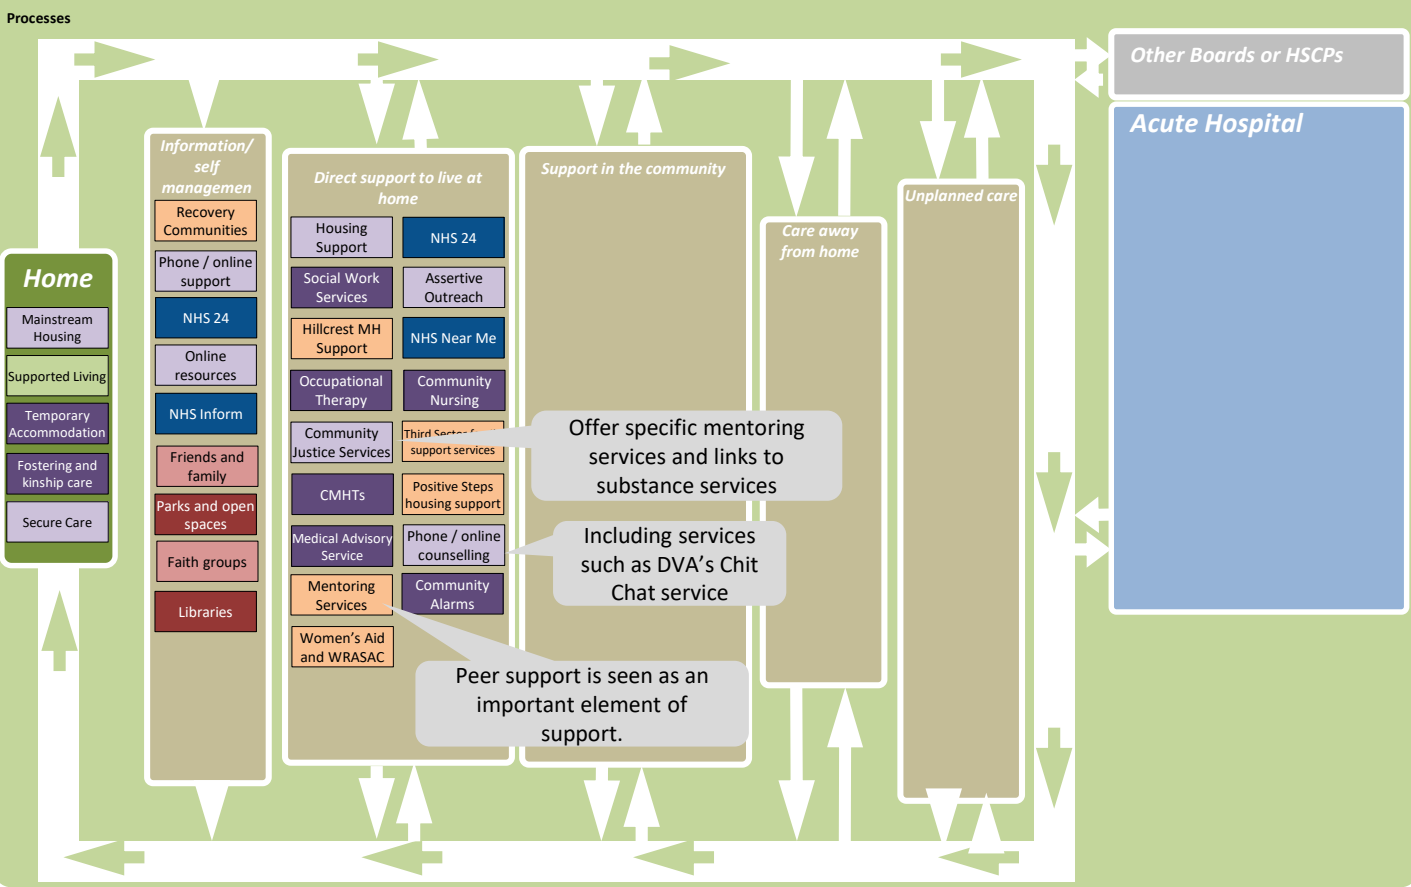 Processes
Other Boards or HSCPs
Acute Hospital
Home
Mainstream
Housing
Supported Living
Temporary
Accommodation
Fostering and
kinship care
Secure Care
Information/
self
managemen
Recovery
Communities
Phone / online
support
NHS 24
Online
resources
NHS Inform
Friends and
family
Parks and open
spaces
Faith groups
Libraries
Direct support to live at
home
Housing
Support
NHS 24
Social Work
Services
Assertive
Outreach
Hillcrest MH
Support
NHS Near Me
Occupational
Therapy
Community
Nursing
Community
Justice Services
Third Sector
support services
CMHTs
Positive Steps
housing support
Medical Advisory
Service
Phone / online
counselling
Mentoring
Services
Community
Alarms
Women’s Aid
and WRASAC
Offer specific mentoring
services and links to
substance services
Including services
such as DVA’s Chit
Chat service
Peer support is seen as an
important element of
support.
Support in the community
Care away
from home
Unplanned care